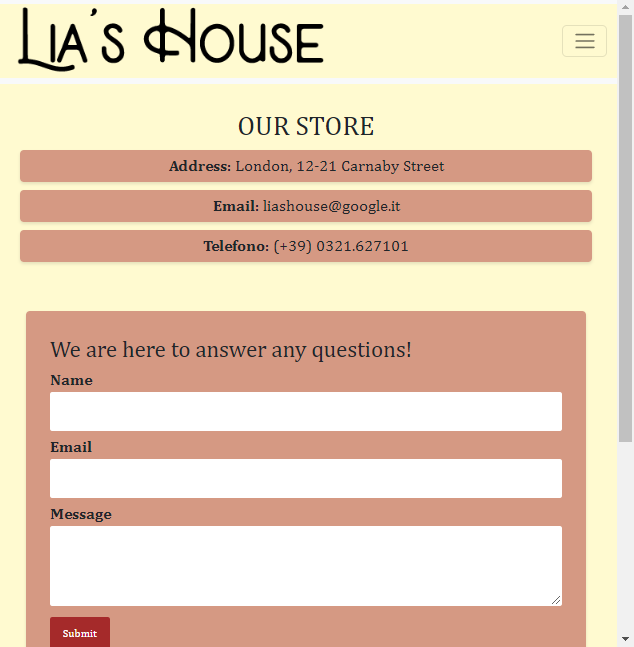 LIA'S HOUSE
OUR STORE
Address: London, 12-21 Carnaby Street
Email: liashouse@google.it
Telefono: (+39) 0321.627101
We are here to answer any questions!
Name
Email
Message
Submit